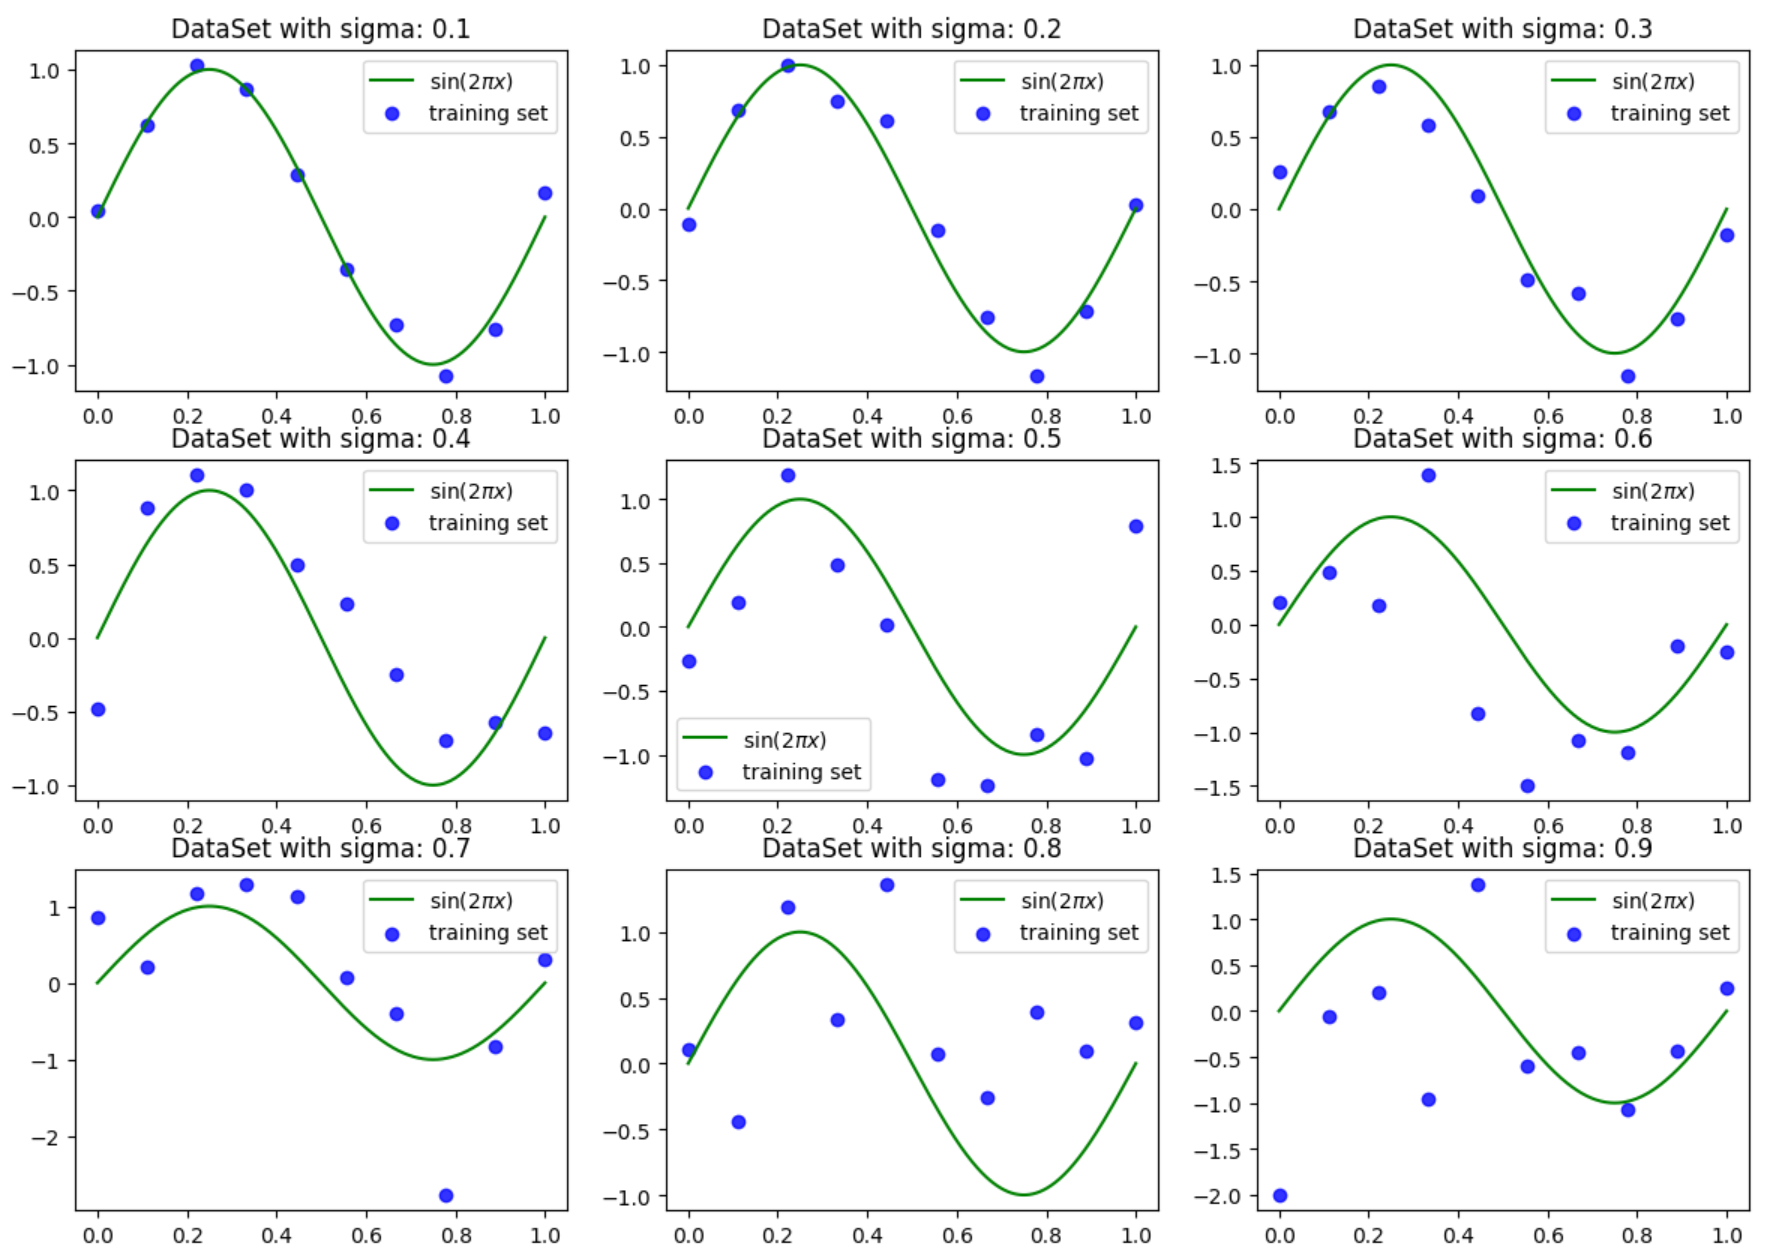 DataSet with sigma: 0.1
1.0
0.5
0.0
−0.5
−1.0
sin(2πx)
training set
0.0 0.2 0.4 0.6 0.8 1.0
DataSet with sigma: 0.2
1.0
0.5
0.0
−0.5
−1.0
sin(2πx)
training set
0.0 0.2 0.4 0.6 0.8 1.0
DataSet with sigma: 0.3
1.0
0.5
0.0
−0.5
−1.0
sin(2πx)
training set
0.0 0.2 0.4 0.6 0.8 1.0
DataSet with sigma: 0.4
1.0
0.5
0.0
−0.5
−1.0
sin(2πx)
training set
0.0 0.2 0.4 0.6 0.8 1.0
DataSet with sigma: 0.5
1.0
0.5
0.0
−0.5
−1.0
sin(2πx)
training set
0.0 0.2 0.4 0.6 0.8 1.0
DataSet with sigma: 0.6
1.5
1.0
0.5
0.0
−0.5
−1.0
−1.5
sin(2πx)
training set
0.0 0.2 0.4 0.6 0.8 1.0
DataSet with sigma: 0.7
1
0
−1
−2
sin(2πx)
training set
0.0 0.2 0.4 0.6 0.8 1.0
DataSet with sigma: 0.8
1.0
0.5
0.0
−0.5
−1.0
sin(2πx)
training set
0.0 0.2 0.4 0.6 0.8 1.0
DataSet with sigma: 0.9
1.5
1.0
0.5
0.0
−0.5
−1.0
−1.5
−2.0
sin(2πx)
training set
0.0 0.2 0.4 0.6 0.8 1.0